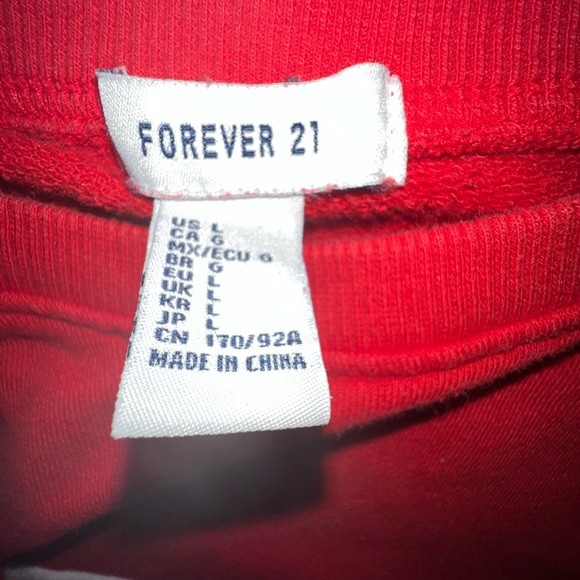 FOREVER 21
US L
CA G
MX/ECU G
BR G
EU L
UK L
KR L
JP L
CN 170/92A
MADE IN CHINA